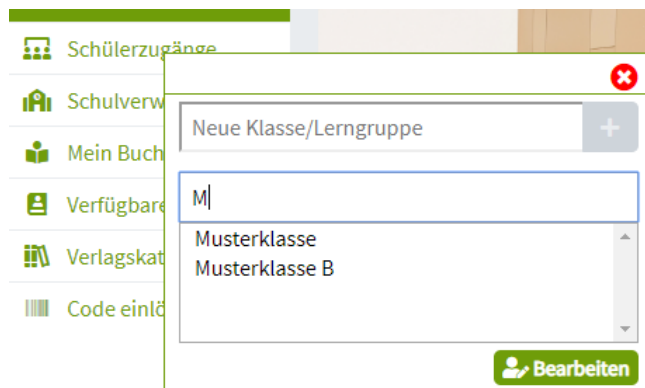 Schülerzugänge
Schulverw
Mein Buch
Verfügbare
Verlagskat
Code einlö
Neue Klasse/Lerngruppe
+
M
Musterklasse
Musterklasse B
Bearbeiten